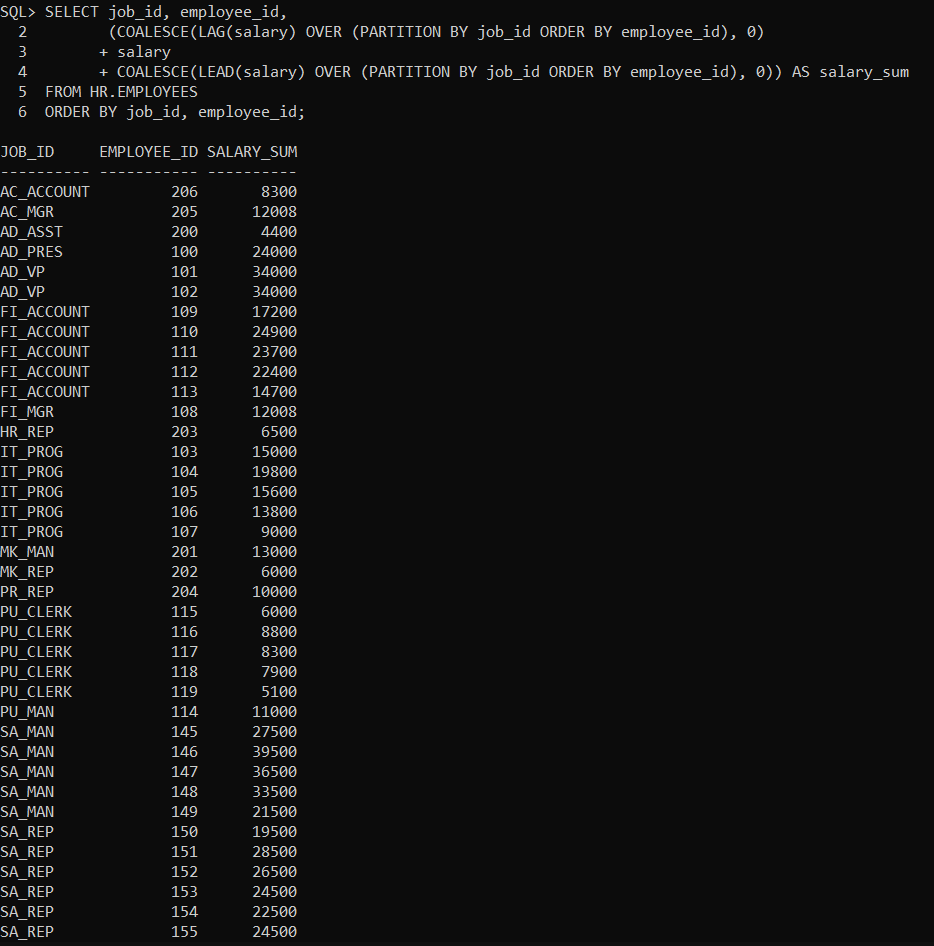 SQL> SELECT job_id, employee_id,
  2         (COALESCE(LAG(salary) OVER (PARTITION BY job_id ORDER BY employee_id), 0)
  3        + salary
  4        + COALESCE(LEAD(salary) OVER (PARTITION BY job_id ORDER BY employee_id), 0)) AS salary_sum
  5  FROM HR.EMPLOYEES
  6  ORDER BY job_id, employee_id;
JOB_ID     EMPLOYEE_ID SALARY_SUM
---------- ----------- ----------
AC_ACCOUNT         206       8300
AC_MGR             205      12008
AD_ASST            200       4400
AD_PRES            100      24000
AD_VP              101      34000
AD_VP              102      34000
FI_ACCOUNT         109      17200
FI_ACCOUNT         110      24900
FI_ACCOUNT         111      23700
FI_ACCOUNT         112      22400
FI_ACCOUNT         113      14700
FI_MGR             108      12008
HR_REP             203       6500
IT_PROG            103      15000
IT_PROG            104      19800
IT_PROG            105      15600
IT_PROG            106      13800
IT_PROG            107       9000
MK_MAN             201      13000
MK_REP             202       6000
PR_REP             204      10000
PU_CLERK           115       6000
PU_CLERK           116       8800
PU_CLERK           117       8300
PU_CLERK           118       7900
PU_CLERK           119       5100
PU_MAN             114      11000
SA_MAN             145      27500
SA_MAN             146      39500
SA_MAN             147      36500
SA_MAN             148      33500
SA_MAN             149      21500
SA_REP             150      19500
SA_REP             151      28500
SA_REP             152      26500
SA_REP             153      24500
SA_REP             154      22500
SA_REP             155      24500